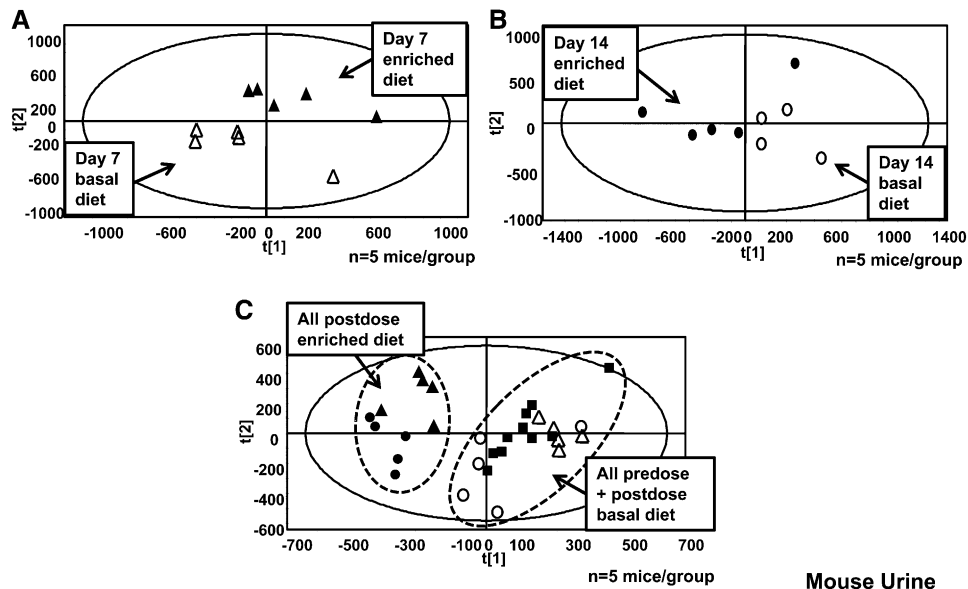 A
1000
600
200
0
-200
-600
-1000
t[2]
Day 7
enriched
diet
Day 7
basal
diet
-1000 -600 -200 0 200 600 1000
t[1]
n=5 mice/group
B
1000
500
0
-500
-1000
t[2]
Day 14
enriched
diet
Day 14
basal
diet
-1400 -1000 -600 -200 0 200 600 1000 1400
t[1]
n=5 mice/group
C
All postdose
enriched diet
600
400
200
0
-200
-400
-600
t[2]
All predose
+ postdose
basal diet
-700 -500 -300 -100 0 100 300 500 700
t[1]
n=5 mice/group
Mouse Urine